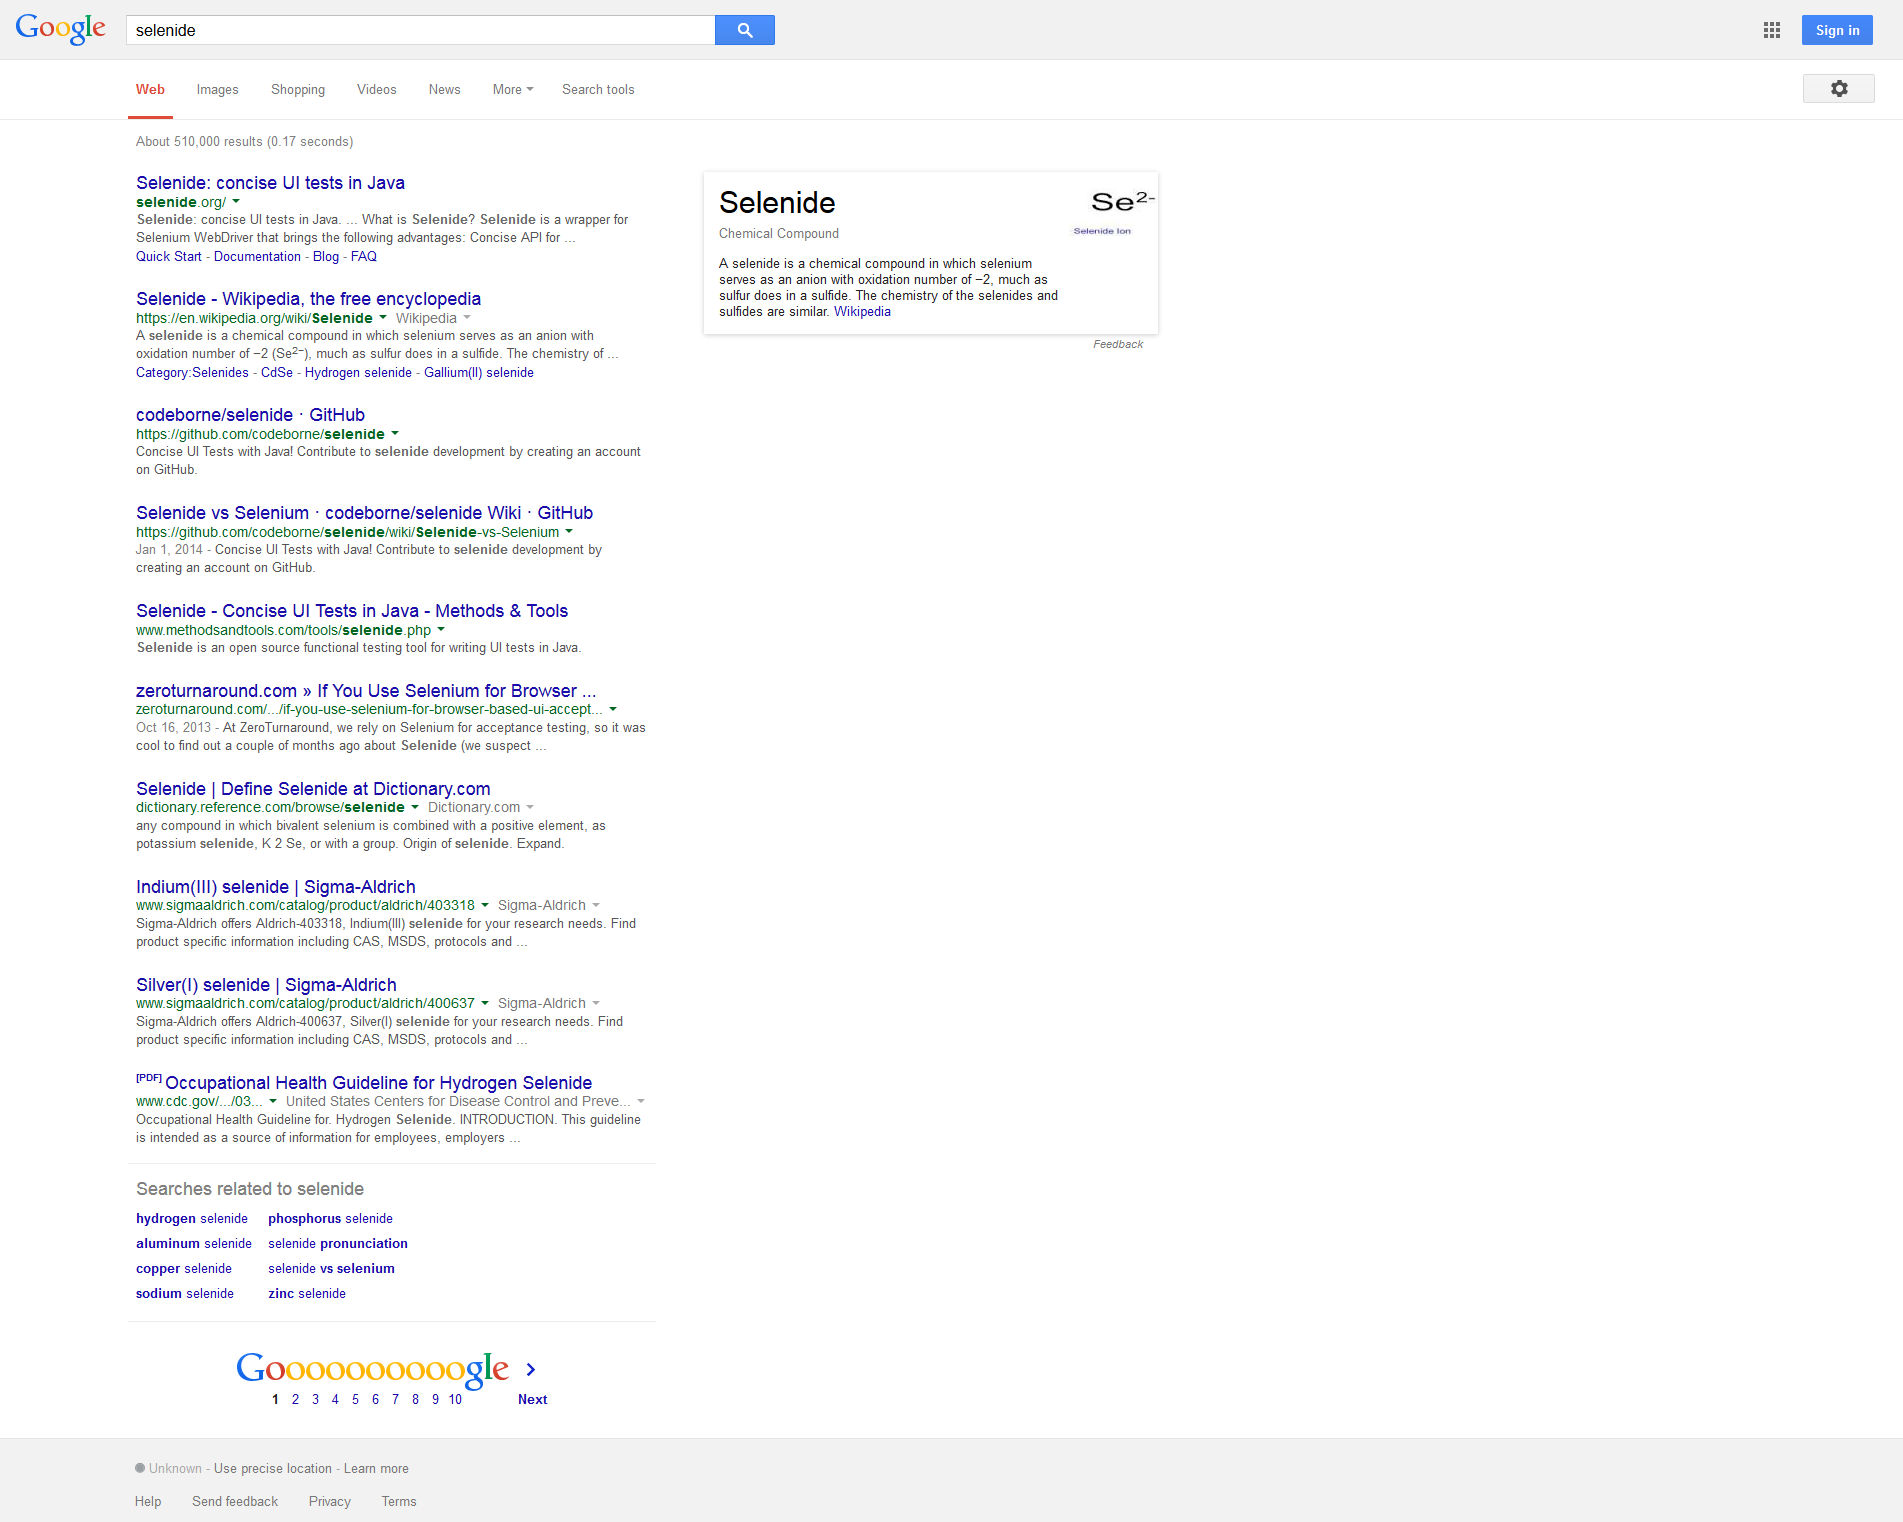 Google selenide Sign in
Web Images Shopping Videos News More Search tools
About 510,000 results (0.17 seconds)
Selenide: concise UI tests in Java
selenide.org/
Selenide: concise UI tests in Java. ... What is Selenide? Selenide is a wrapper for
Selenium WebDriver that brings the following advantages: Concise API for ...
Quick Start - Documentation - Blog - FAQ
Selenide - Wikipedia, the free encyclopedia
https://en.wikipedia.org/wiki/Selenide Wikipedia
A selenide is a chemical compound in which selenium serves as an anion with
oxidation number of −2 (Se²⁻), much as sulfur does in a sulfide. The chemistry of ...
Category:Selenides - CdSe - Hydrogen selenide - Gallium(II) selenide
codeborne/selenide · GitHub
https://github.com/codeborne/selenide
Concise UI Tests with Java! Contribute to selenide development by creating an account
on GitHub.
Selenide vs Selenium · codeborne/selenide Wiki · GitHub
https://github.com/codeborne/selenide/wiki/Selenide-vs-Selenium
Jan 1, 2014 - Concise UI Tests with Java! Contribute to selenide development by
creating an account on GitHub.
Selenide - Concise UI Tests in Java - Methods & Tools
www.methodsandtools.com/tools/selenide.php
Selenide is an open source functional testing tool for writing UI tests in Java.
zeroturnaround.com » If You Use Selenium for Browser ...
zeroturnaround.com/.../if-you-use-selenium-for-browser-based-ui-accept...
Oct 16, 2013 - At ZeroTurnaround, we rely on Selenium for acceptance testing, so it was
cool to find out a couple of months ago about Selenide (we suspect ...
Selenide | Define Selenide at Dictionary.com
dictionary.reference.com/browse/selenide Dictionary.com
any compound in which bivalent selenium is combined with a positive element, as
potassium selenide, K 2 Se, or with a group. Origin of selenide. Expand.
Indium(III) selenide | Sigma-Aldrich
www.sigmaaldrich.com/catalog/product/aldrich/403318 Sigma-Aldrich
Sigma-Aldrich offers Aldrich-403318, Indium(III) selenide for your research needs. Find
product specific information including CAS, MSDS, protocols and ...
Silver(I) selenide | Sigma-Aldrich
www.sigmaaldrich.com/catalog/product/aldrich/400637 Sigma-Aldrich
Sigma-Aldrich offers Aldrich-400637, Silver(I) selenide for your research needs. Find
product specific information including CAS, MSDS, protocols and ...
[PDF] Occupational Health Guideline for Hydrogen Selenide
www.cdc.gov/.../03... United States Centers for Disease Control and Preve...
Occupational Health Guideline for. Hydrogen Selenide. INTRODUCTION. This guideline
is intended as a source of information for employees, employers ...
Selenide
Chemical Compound
Se²⁻
Selenide Ion
A selenide is a chemical compound in which selenium
serves as an anion with oxidation number of −2, much as
sulfur does in a sulfide. The chemistry of the selenides and
sulfides are similar. Wikipedia
Feedback
Searches related to selenide
hydrogen selenide phosphorus selenide
aluminum selenide selenide pronunciation
copper selenide selenide vs selenium
sodium selenide zinc selenide
Goooooooooogle
1 2 3 4 5 6 7 8 9 10 Next
Unknown - Use precise location - Learn more
Help Send feedback Privacy Terms